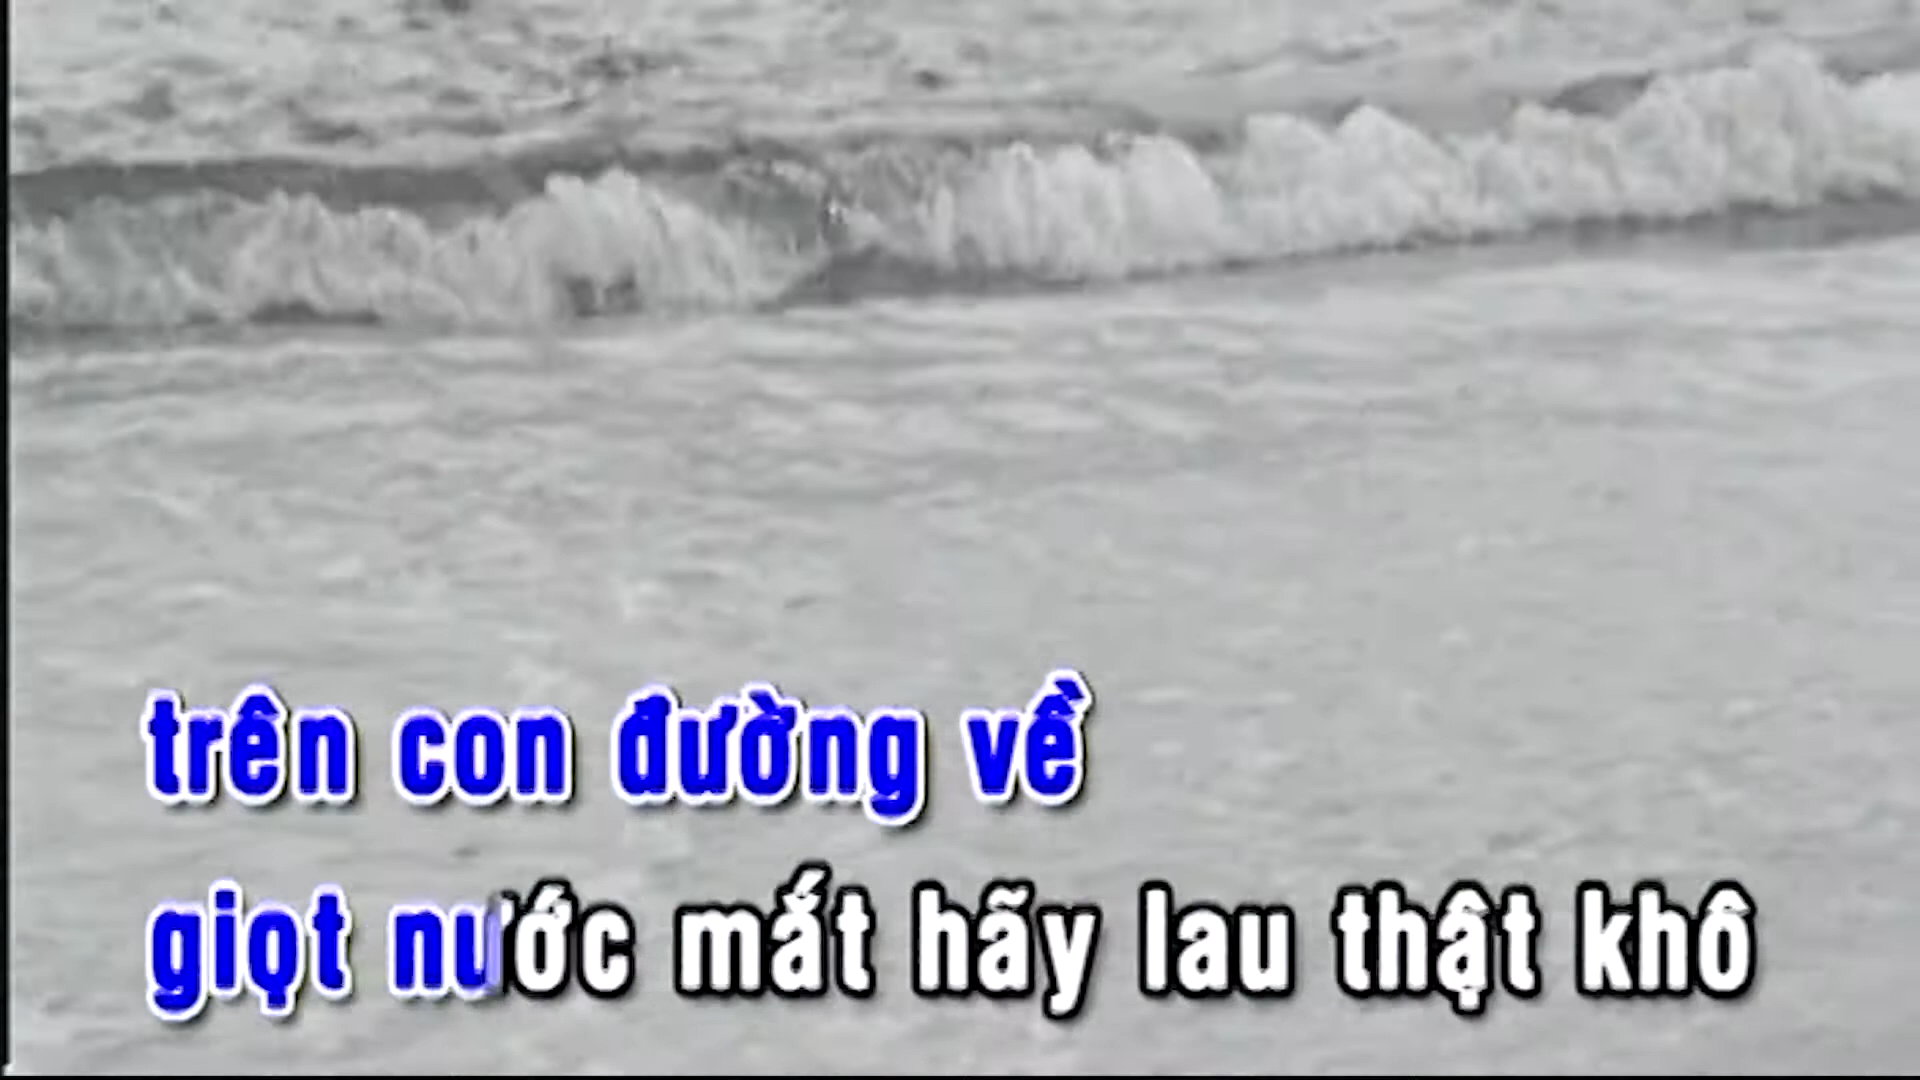 trên con đường về
giọt nước mắt hãy lau thật khô